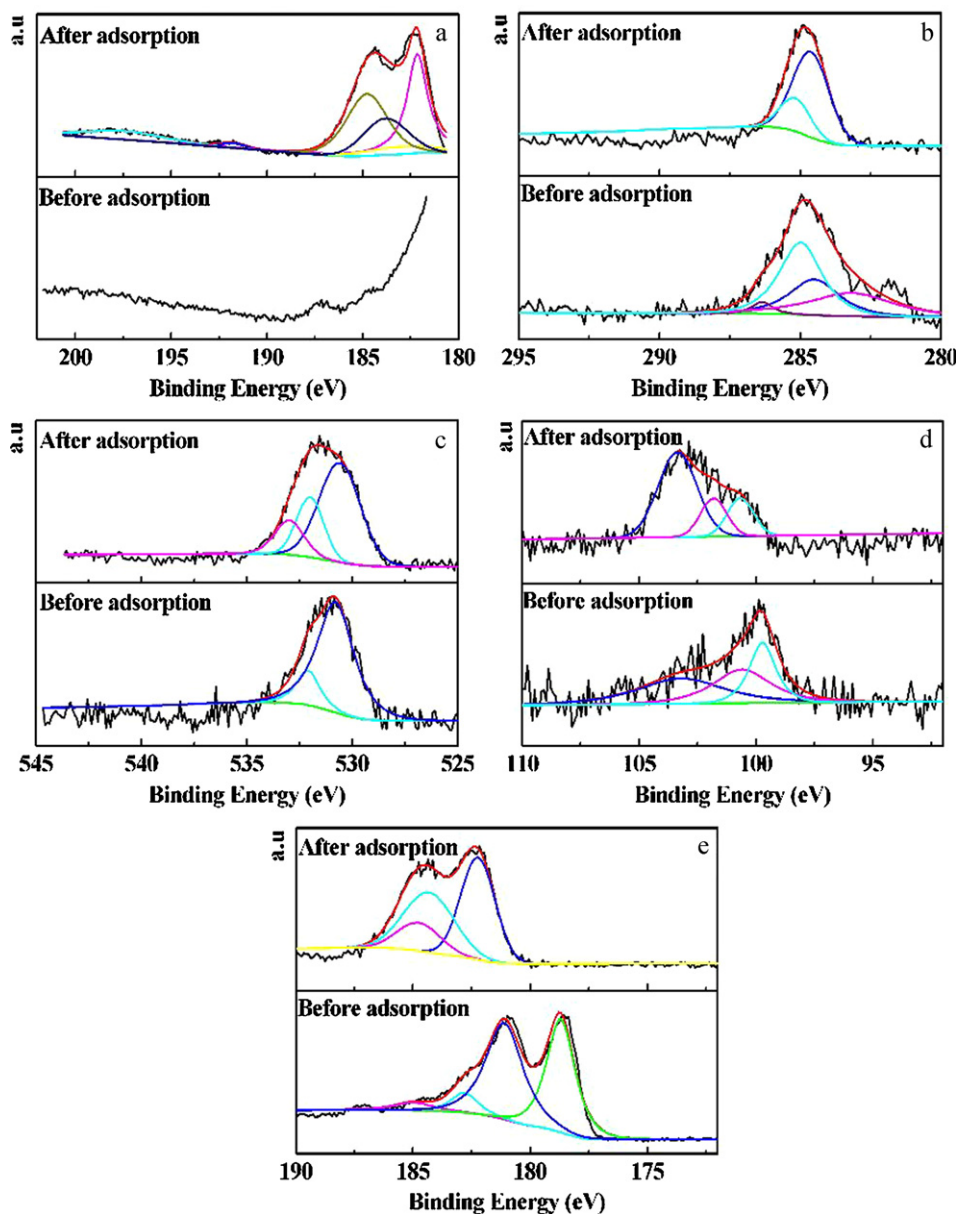 a.u
After adsorption
a
Before adsorption
200 195 190 185 180
Binding Energy (eV)
a.u
After adsorption
b
Before adsorption
295 290 285 280
Binding Energy (eV)
a.u
After adsorption
c
Before adsorption
545 540 535 530 525
Binding Energy (eV)
a.u
After adsorption
d
Before adsorption
110 105 100 95
Binding Energy (eV)
a.u
After adsorption
e
Before adsorption
190 185 180 175
Binding Energy (eV)